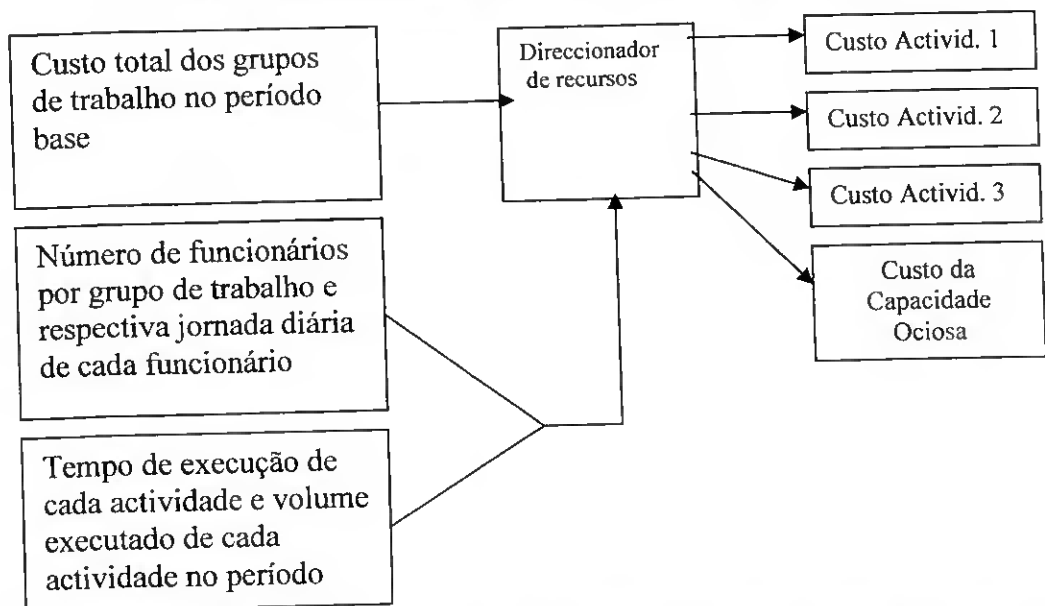 Custo total dos grupos
de trabalho no período
base
Número de funcionários
por grupo de trabalho e
respectiva jornada diária
de cada funcionário
Tempo de execução de
cada actividade e volume
executado de cada
actividade no período
Direccionador
de recursos
Custo Activid. 1
Custo Activid. 2
Custo Activid. 3
Custo da
Capacidade
Ociosa